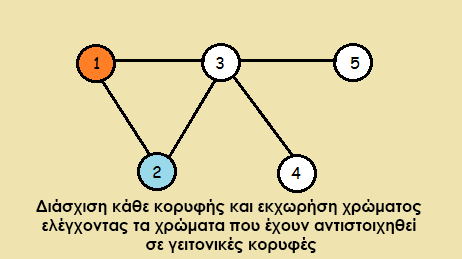 1 3 5
2 4
Διάσχιση κάθε κορυφής και εκχωρήση χρώματος
ελέγχοντας τα χρώματα που έχουν αντιστοιχηθεί
σε γειτονικές κορυφές